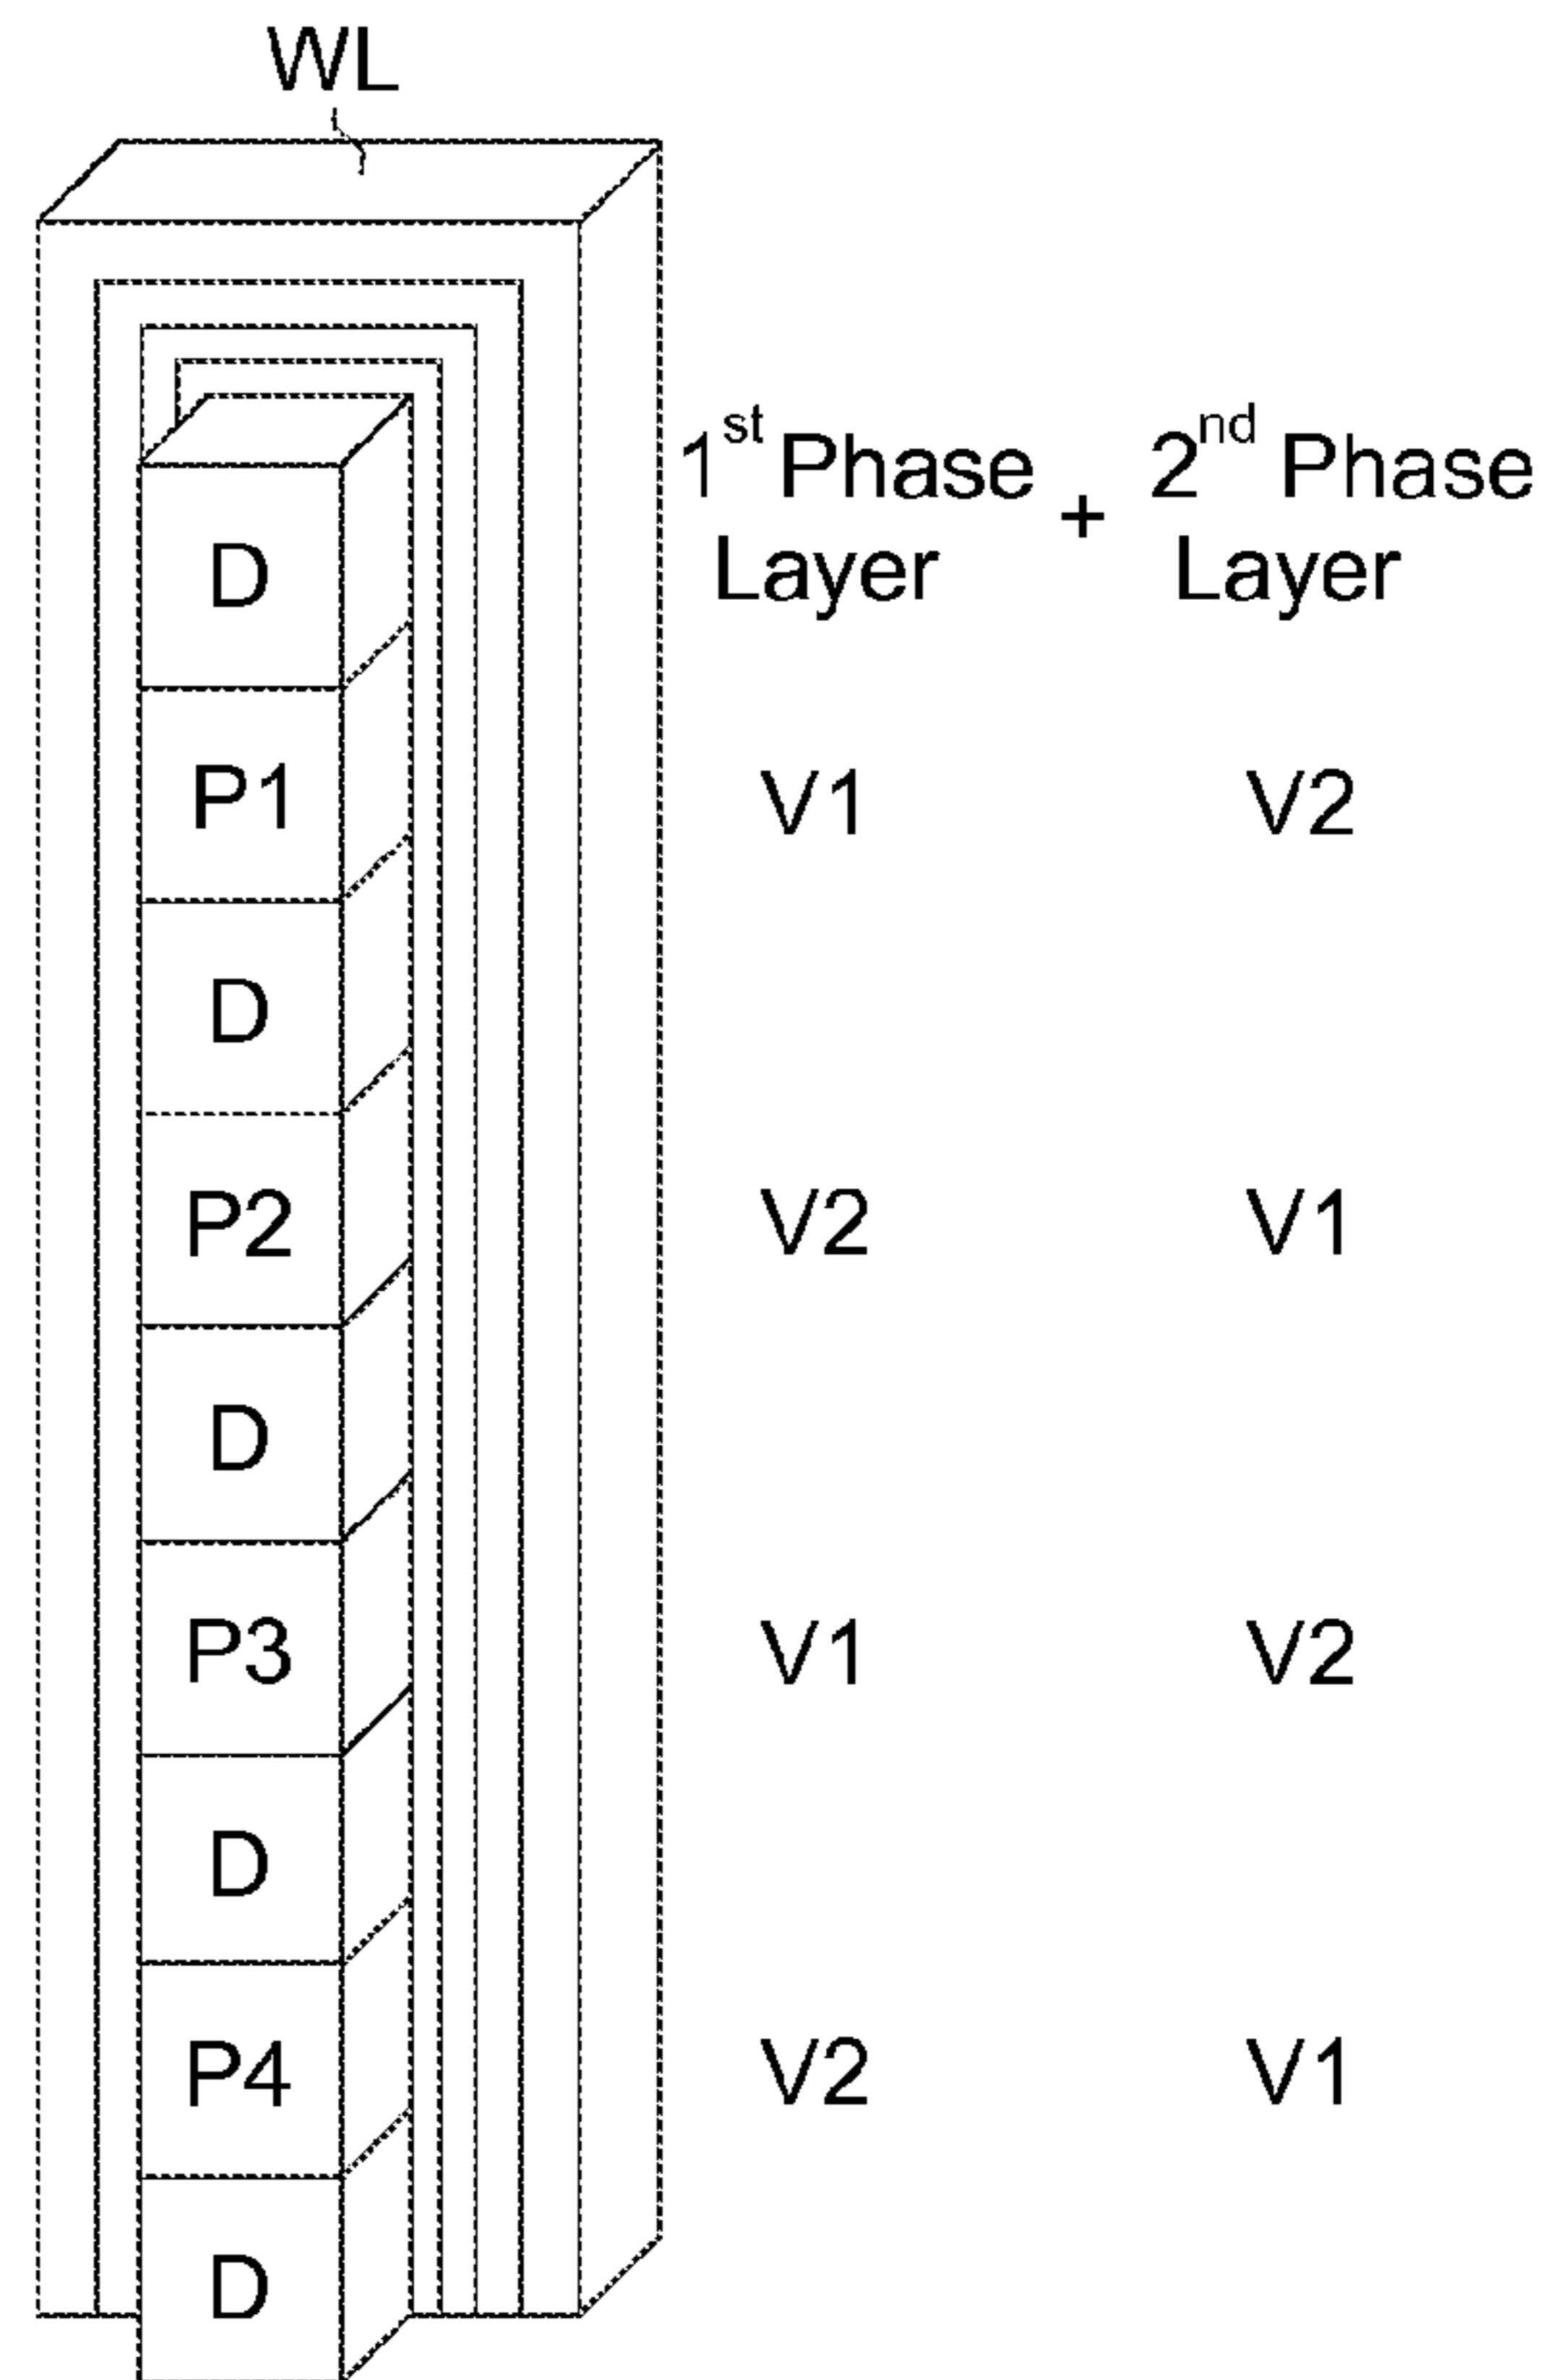 WL
1st Phase Layer + 2nd Phase Layer
D
P1 V1 V2
D
P2 V2 V1
D
P3 V1 V2
D
P4 V2 V1
D